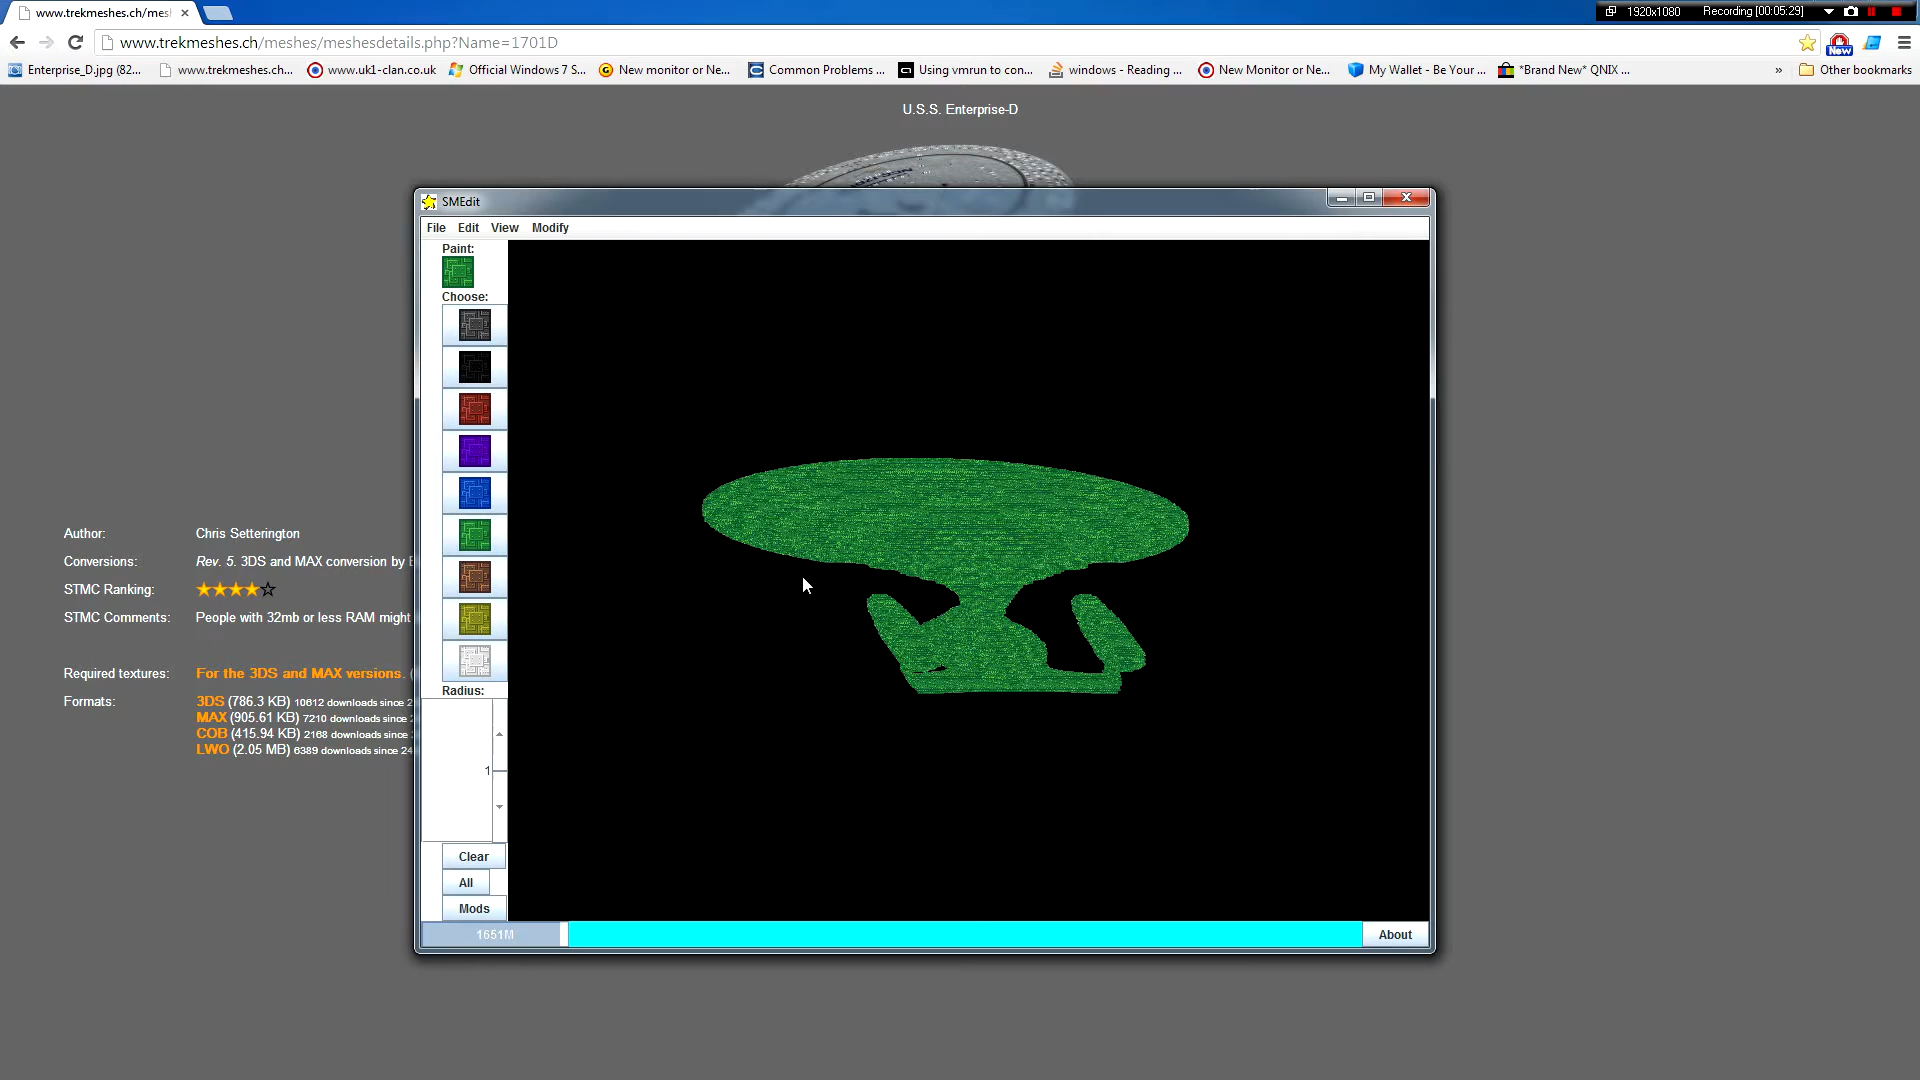 www.trekmeshes.ch/mesh
1920x1080 Recording [00:05:29]
www.trekmeshes.ch/meshes/meshesdetails.php?Name=1701D
New
Enterprise_D.jpg (82... www.trekmeshes.ch... www.uk1-clan.co.uk Official Windows 7 S... New monitor or Ne... Common Problems ... Using vmrun to con... windows - Reading ... New Monitor or Ne... My Wallet - Be Your ... *Brand New* QNIX ... » Other bookmarks
U.S.S. Enterprise-D
SMEdit
File Edit View Modify
Paint:
Choose:
Radius:
1
Clear
All
Mods
1651M
About
Author: Chris Setterington
Conversions: Rev. 5. 3DS and MAX conversion by
STMC Ranking:
STMC Comments: People with 32mb or less RAM might
Required textures: For the 3DS and MAX versions. (
Formats: 3DS (786.3 KB) 10612 downloads since 2
MAX (905.61 KB) 7210 downloads since 2
COB (415.94 KB) 2168 downloads since
LWO (2.05 MB) 6389 downloads since 24